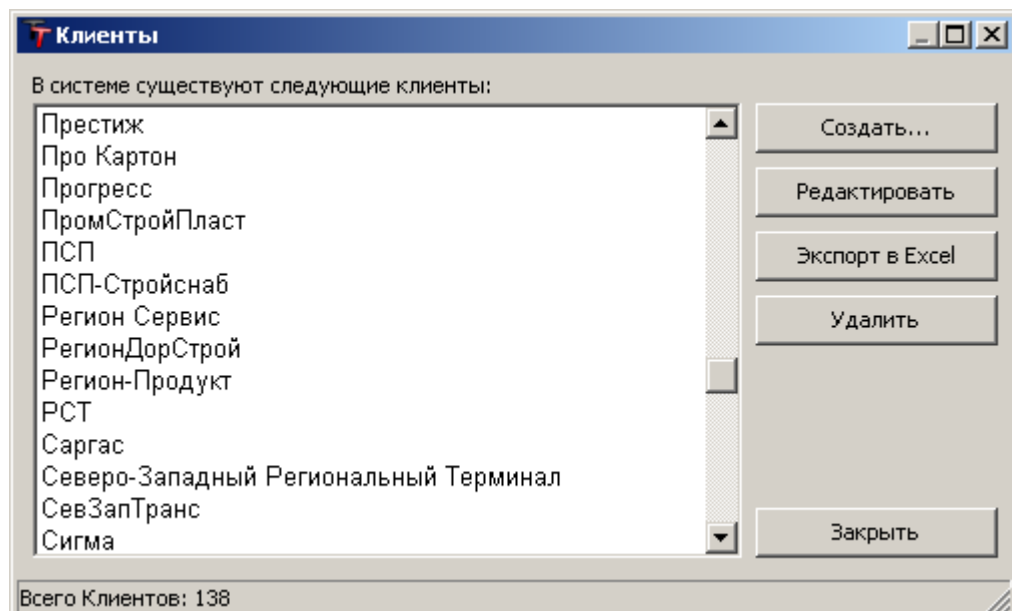 Клиенты
В системе существуют следующие клиенты:
Престиж
Про Картон
Прогресс
ПромСтройПласт
ПСП
ПСП-Стройснаб
Регион Сервис
РегионДорСтрой
Регион-Продукт
РСТ
Саргас
Северо-Западный Региональный Терминал
СевЗапТранс
Сигма
Создать...
Редактировать
Экспорт в Excel
Удалить
Закрыть
Всего Клиентов: 138